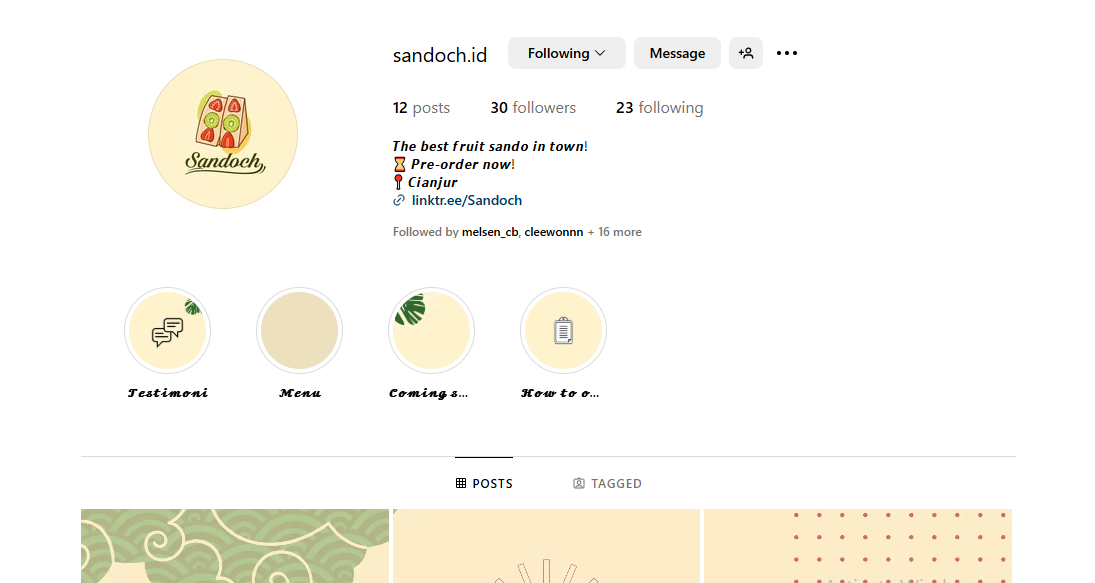 sandoch.id Following Message
12 posts 30 followers 23 following
The best fruit sando in town!
⏳ Pre-order now!
📍 Cianjur
linktr.ee/Sandoch
Followed by melsen_cb, cleewonnn + 16 more
Sandoch
Testimoni Menu Coming s... How to o...
POSTS TAGGED